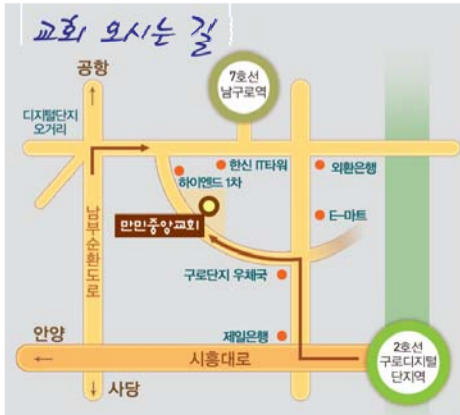 교회 오시는 길
공항
7호선
남구로역
디지털단지
오거리
한신 IT타워
외환은행
하이엔드 1차
만민중앙교회
E-마트
남부순환도로
구로단지 우체국
제일은행
안양
시흥대로
2호선
구로디지털
단지역
사당